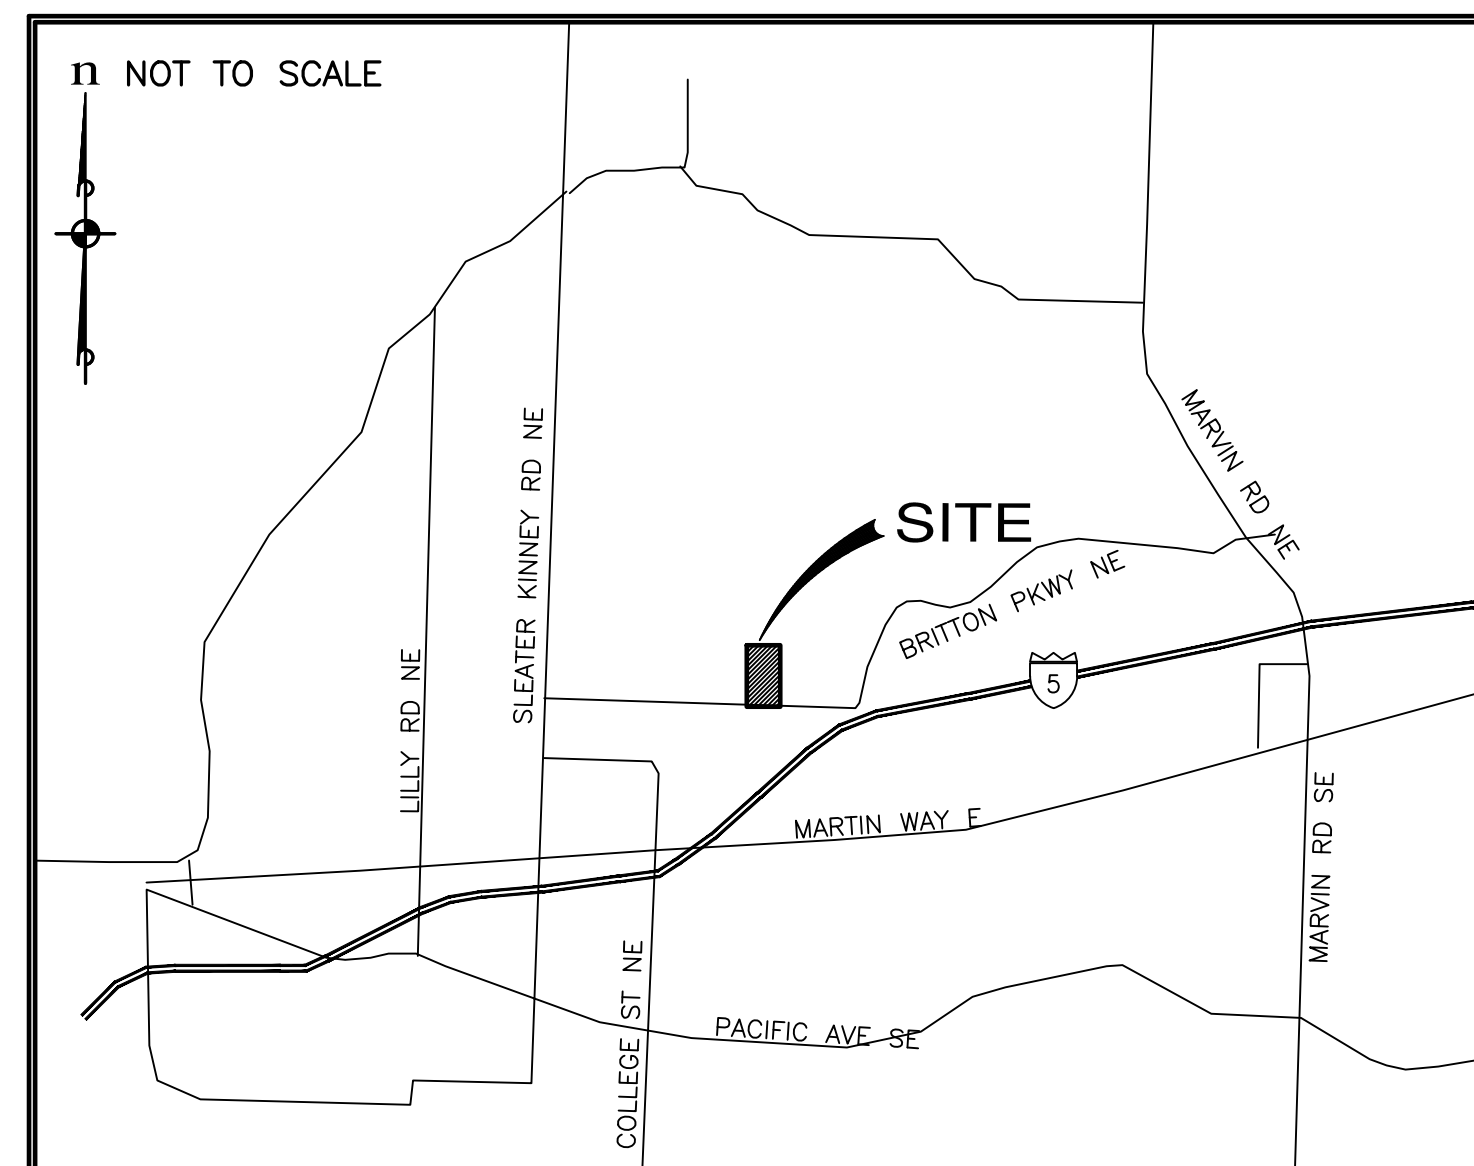 n NOT TO SCALE
MARVIN RD NE
SLEATER KINNEY RD NE
SITE
BRITTON PKWY NE
LILLY RD NE
5
MARTIN WAY E
MARVIN RD SE
COLLEGE ST NE
PACIFIC AVE SE